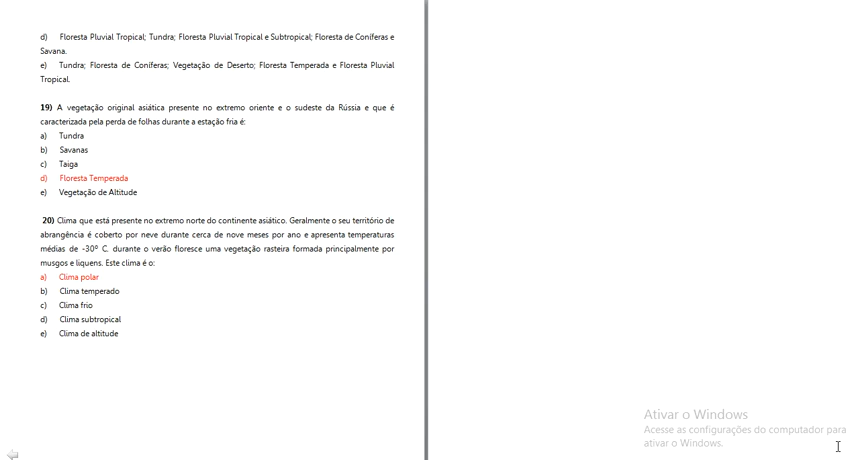 d) Floresta Pluvial Tropical; Tundra; Floresta Pluvial Tropical e Subtropical; Floresta de Coníferas e
Savana.
e) Tundra; Floresta de Coníferas; Vegetação de Deserto; Floresta Temperada e Floresta Pluvial
Tropical.
19) A vegetação original asiática presente no extremo oriente e o sudeste da Rússia e que é
caracterizada pela perda de folhas durante a estação fria é:
a) Tundra
b) Savanas
c) Taiga
d) Floresta Temperada
e) Vegetação de Altitude
20) Clima que está presente no extremo norte do continente asiático. Geralmente o seu território de
abrangência é coberto por neve durante cerca de nove meses por ano e apresenta temperaturas
médias de -30º C. durante o verão floresce uma vegetação rasteira formada principalmente por
musgos e liquens. Este clima é o:
a) Clima polar
b) Clima temperado
c) Clima frio
d) Clima subtropical
e) Clima de altitude
Ativar o Windows
Acesse as configurações do computador para
ativar o Windows.